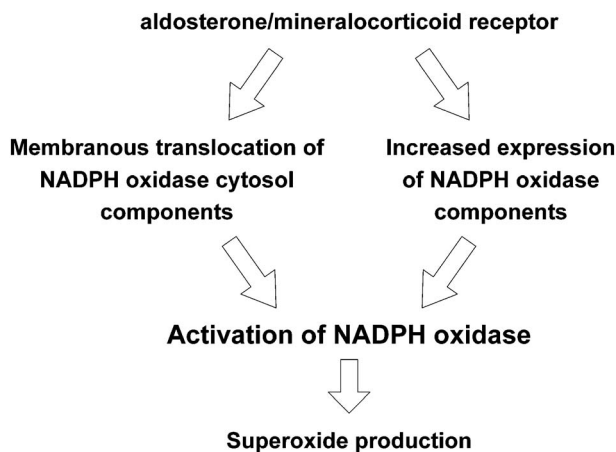 aldosterone/mineralocorticoid receptor
Membranous translocation of
NADPH oxidase cytosol
components
Increased expression
of NADPH oxidase
components
Activation of NADPH oxidase
Superoxide production